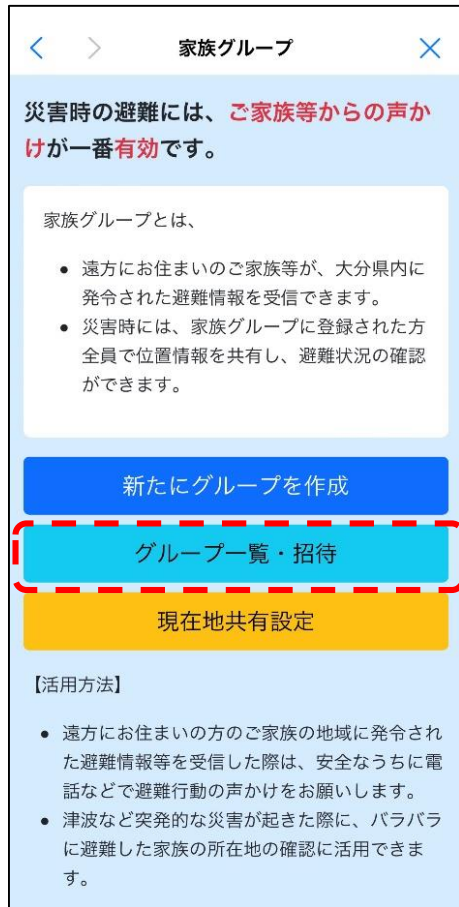 家族グループ
災害時の避難には、ご家族等からの声か
けが一番有効です。
家族グループとは、
● 遠方にお住まいのご家族等が、大分県内に
発令された避難情報を受信できます。
● 災害時には、家族グループに登録された方
全員で位置情報を共有し、避難状況の確認
ができます。
新たにグループを作成
グループ一覧・招待
現在地共有設定
【活用方法】
● 遠方にお住まいの方のご家族の地域に発令され
た避難情報等を受信した際は、安全なうちに電
話などで避難行動の声かけをお願いします。
● 津波など突発的な災害が起きた際に、バラバラ
に避難した家族の所在地の確認に活用できま
す。